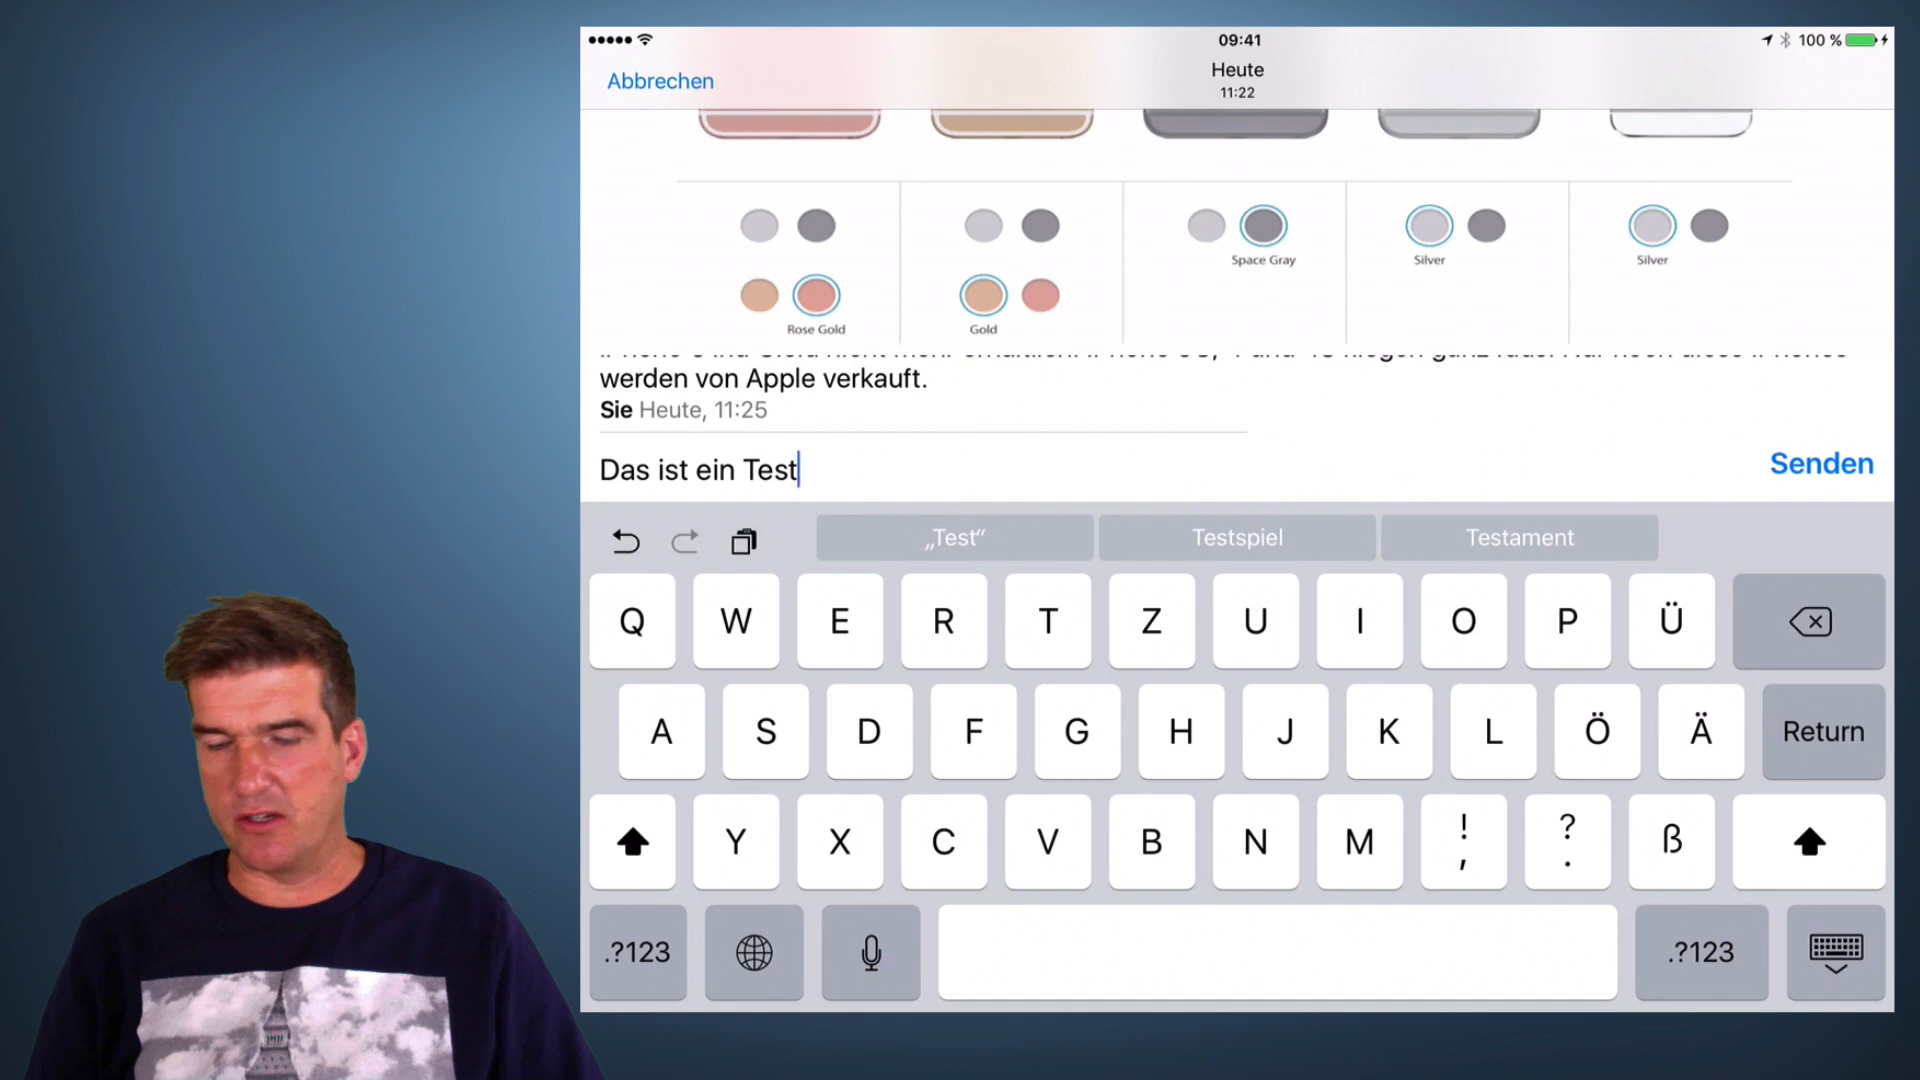 09:41
100 %
Abbrechen
Heute
11:22
Space Gray
Silver
Silver
Rose Gold
Gold
werden von Apple verkauft.
Sie Heute, 11:25
Das ist ein Test
Senden
„Test“
Testspiel
Testament
Q W E R T Z U I O P Ü
A S D F G H J K L Ö Ä Return
Y X C V B N M ! , ? . ß
.?123
.?123